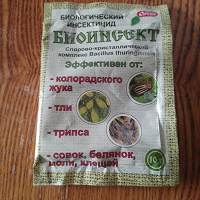 БИОЛОГИЧЕСКИЙ
ИНСЕКТИЦИД
БИОИНСЕКТ
Спорово-кристаллический
комплекс Bacillus thuringiensis
Эффективен от:
- колорадского
жука
- тли
- трипса
- совок, белянок,
моли, клещей